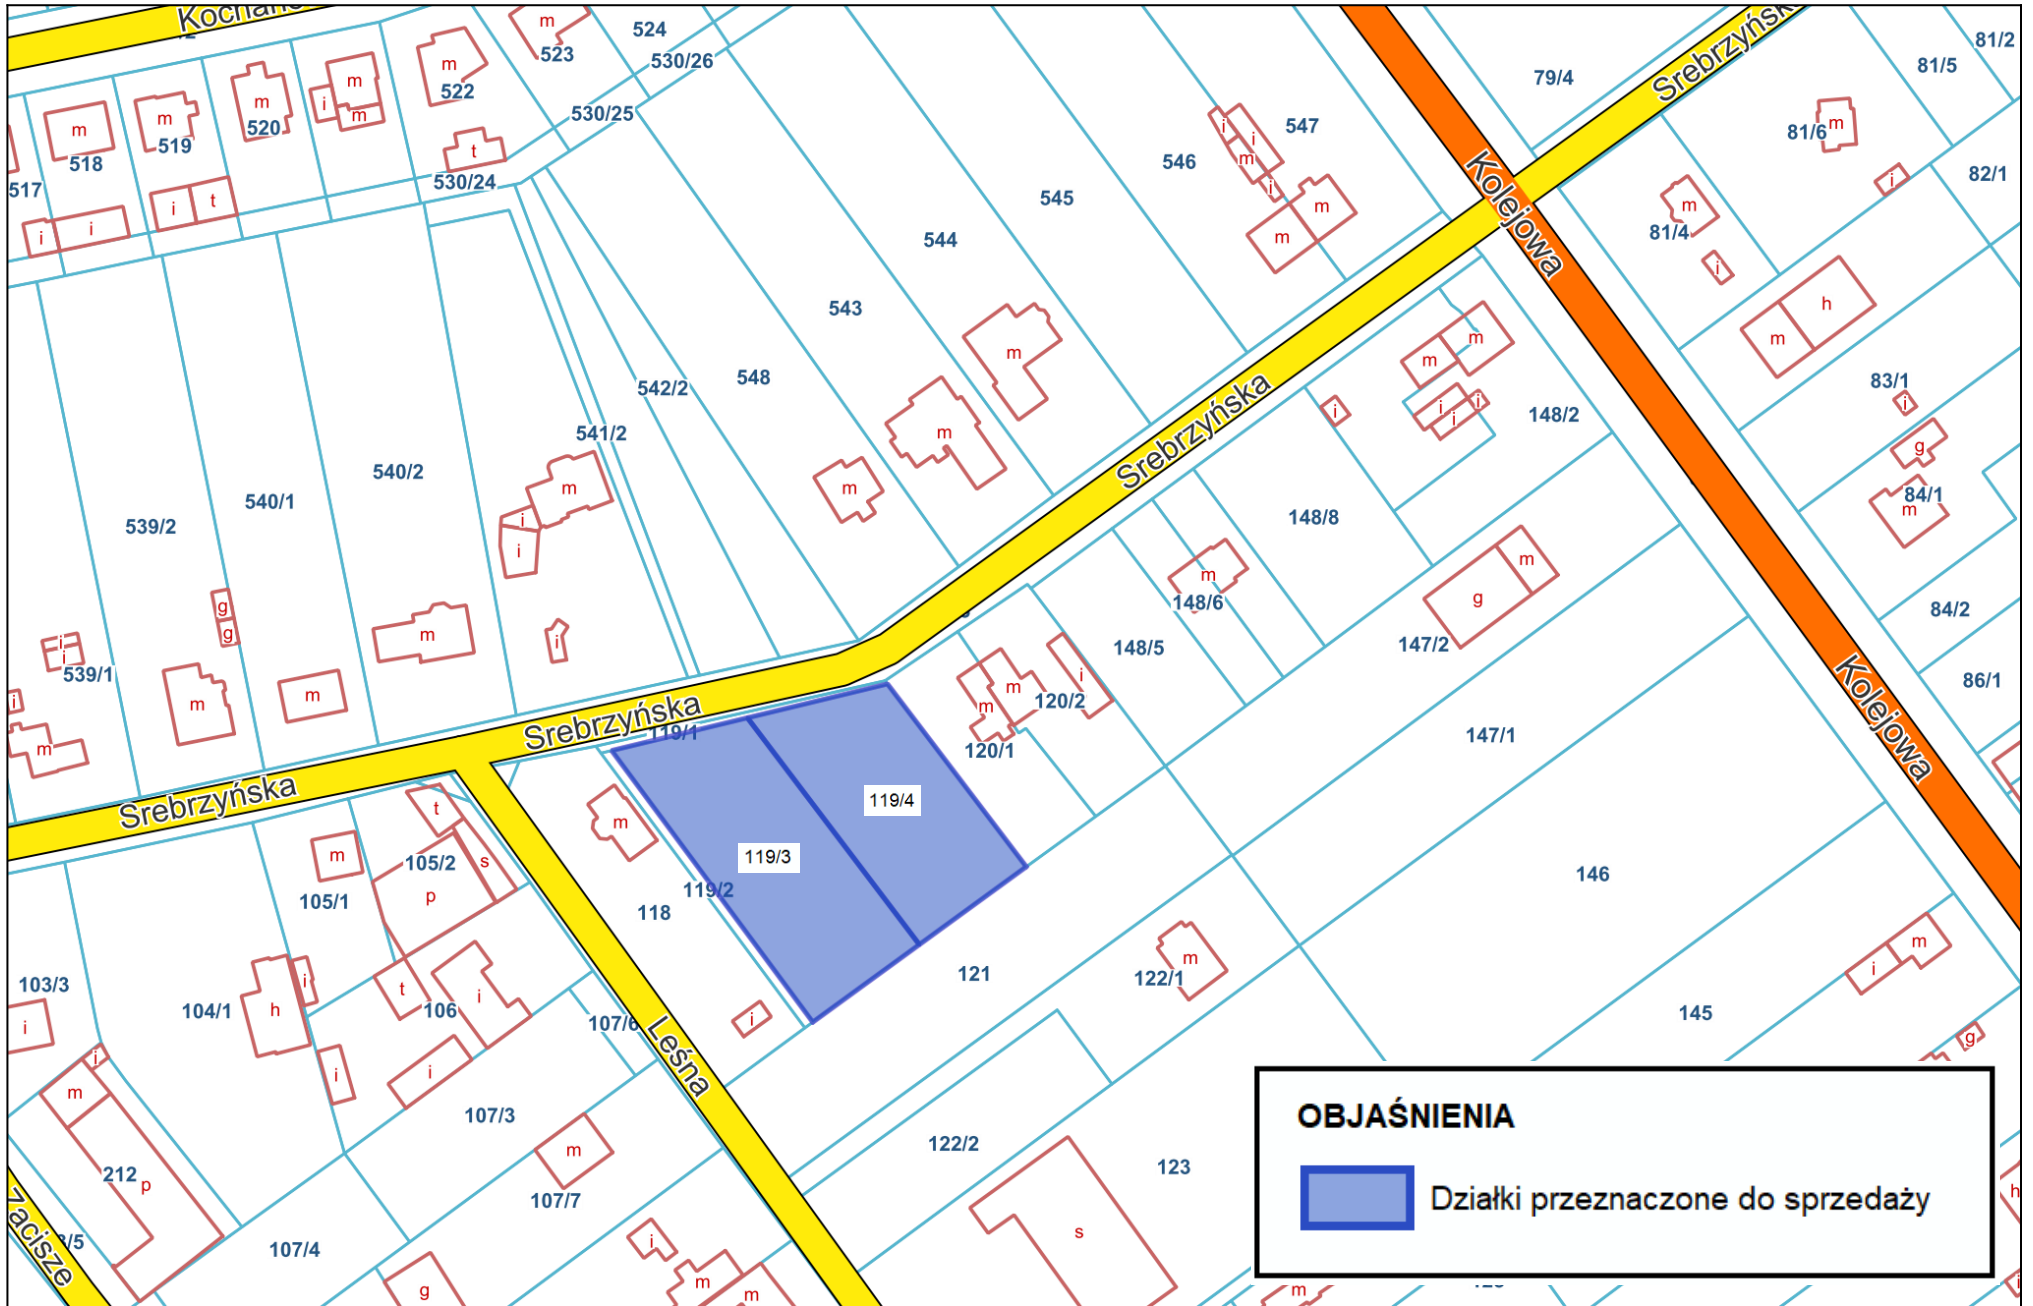 524
81/2
m
523
530/26
81/5
m
m
522
79/4
Srebrzyńska
m
i
m
m
m
519
520
530/25
518
t
530/24
517
i
t
i
i
i
i
547
m
i
546
545
544
m
m
81/6
m
i
82/1
m
81/4
i
Kolejowa
543
m
h
m
m
m
83/1
i
g
84/1
m
148/2
i
i
i
i
548
542/2
541/2
540/2
540/1
539/2
m
m
m
i
i
Srebrzyńska
148/8
m
g
147/2
m
148/6
148/5
84/2
86/1
Kolejowa
g
g
i
i
539/1
i
m
m
m
m
i
i
m
m
120/2
120/1
147/1
Srebrzyńska
119/1
Srebrzyńska
119/4
119/3
119/2
118
m
t
m
105/2
s
p
105/1
146
121
122/1
m
m
i
145
g
103/3
i
104/1
h
i
t
106
i
107/6
i
Leśna
i
i
i
m
107/3
212
p
m
107/7
107/4
122/2
123
s
i
m
m
g
Zacisze
m
h
i
OBJAŚNIENIA
Działki przeznaczone do sprzedaży